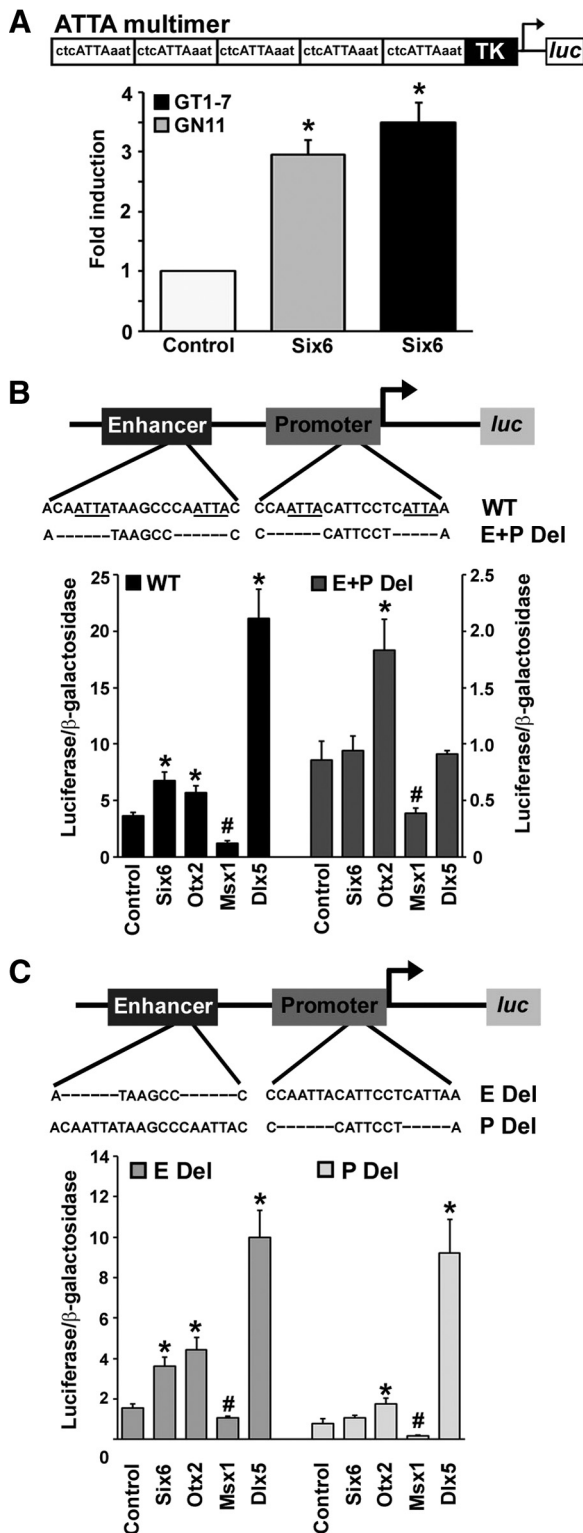 A
ATTA multimer
ctcATTAaat ctcATTAaat ctcATTAaat ctcATTAaat ctcATTAaat TK luc
Fold induction
4
3
2
1
0
GT1-7
GN11
*
*
Control Six6 Six6
B
Enhancer Promoter luc
ACAATTATAAGCCCAATTAC CCAATTACATTCCTCATTAA WT
A------TAAGCC------C C------CATTCCT-----A E+P Del
Luciferase/β-galactosidase
25
20
15
10
5
0
WT
* * # *
Control Six6 Otx2 Msx1 Dlx5
E+P Del
* #
Control Six6 Otx2 Msx1 Dlx5
2.5
2.0
1.5
1.0
0.5
0
Luciferase/β-galactosidase
C
Enhancer Promoter luc
A------TAAGCC------C CCAATTACATTCCTCATTAA E Del
ACAATTATAAGCCCAATTAC C------CATTCCT-----A P Del
Luciferase/β-galactosidase
14
12
10
8
6
4
2
0
E Del
* * # *
Control Six6 Otx2 Msx1 Dlx5
P Del
* # *
Control Six6 Otx2 Msx1 Dlx5